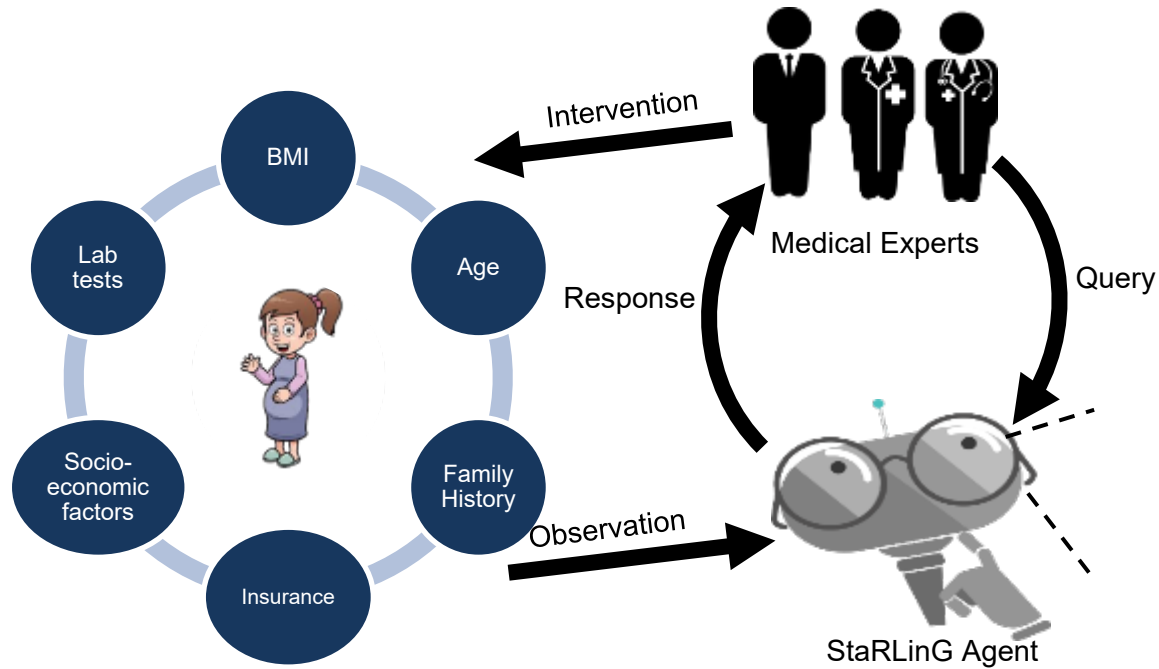 BMI
Age
Family
History
Insurance
Socio-
economic
factors
Lab
tests
Intervention
Medical Experts
Response
Query
Observation
StaRLinG Agent